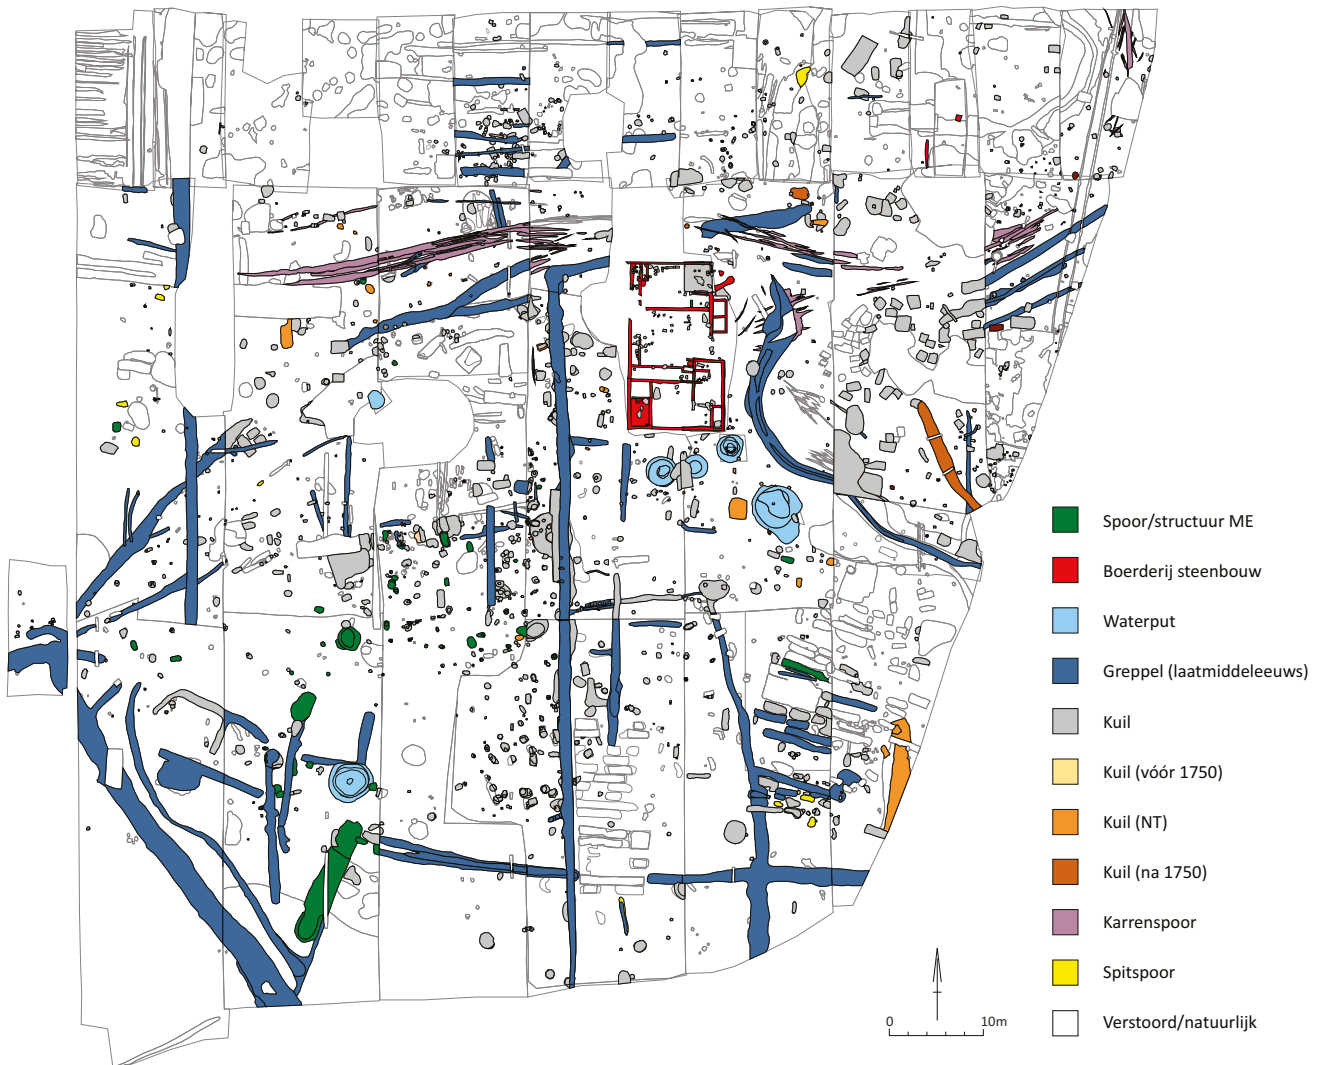 Spoor/structuur ME
Boerderij steenbouw
Waterput
Greppel (laatmiddeleeuws)
Kuil
Kuil (vóór 1750)
Kuil (NT)
Kuil (na 1750)
Karrenspoor
Spitspoor
Verstoord/natuurlijk
0 10m